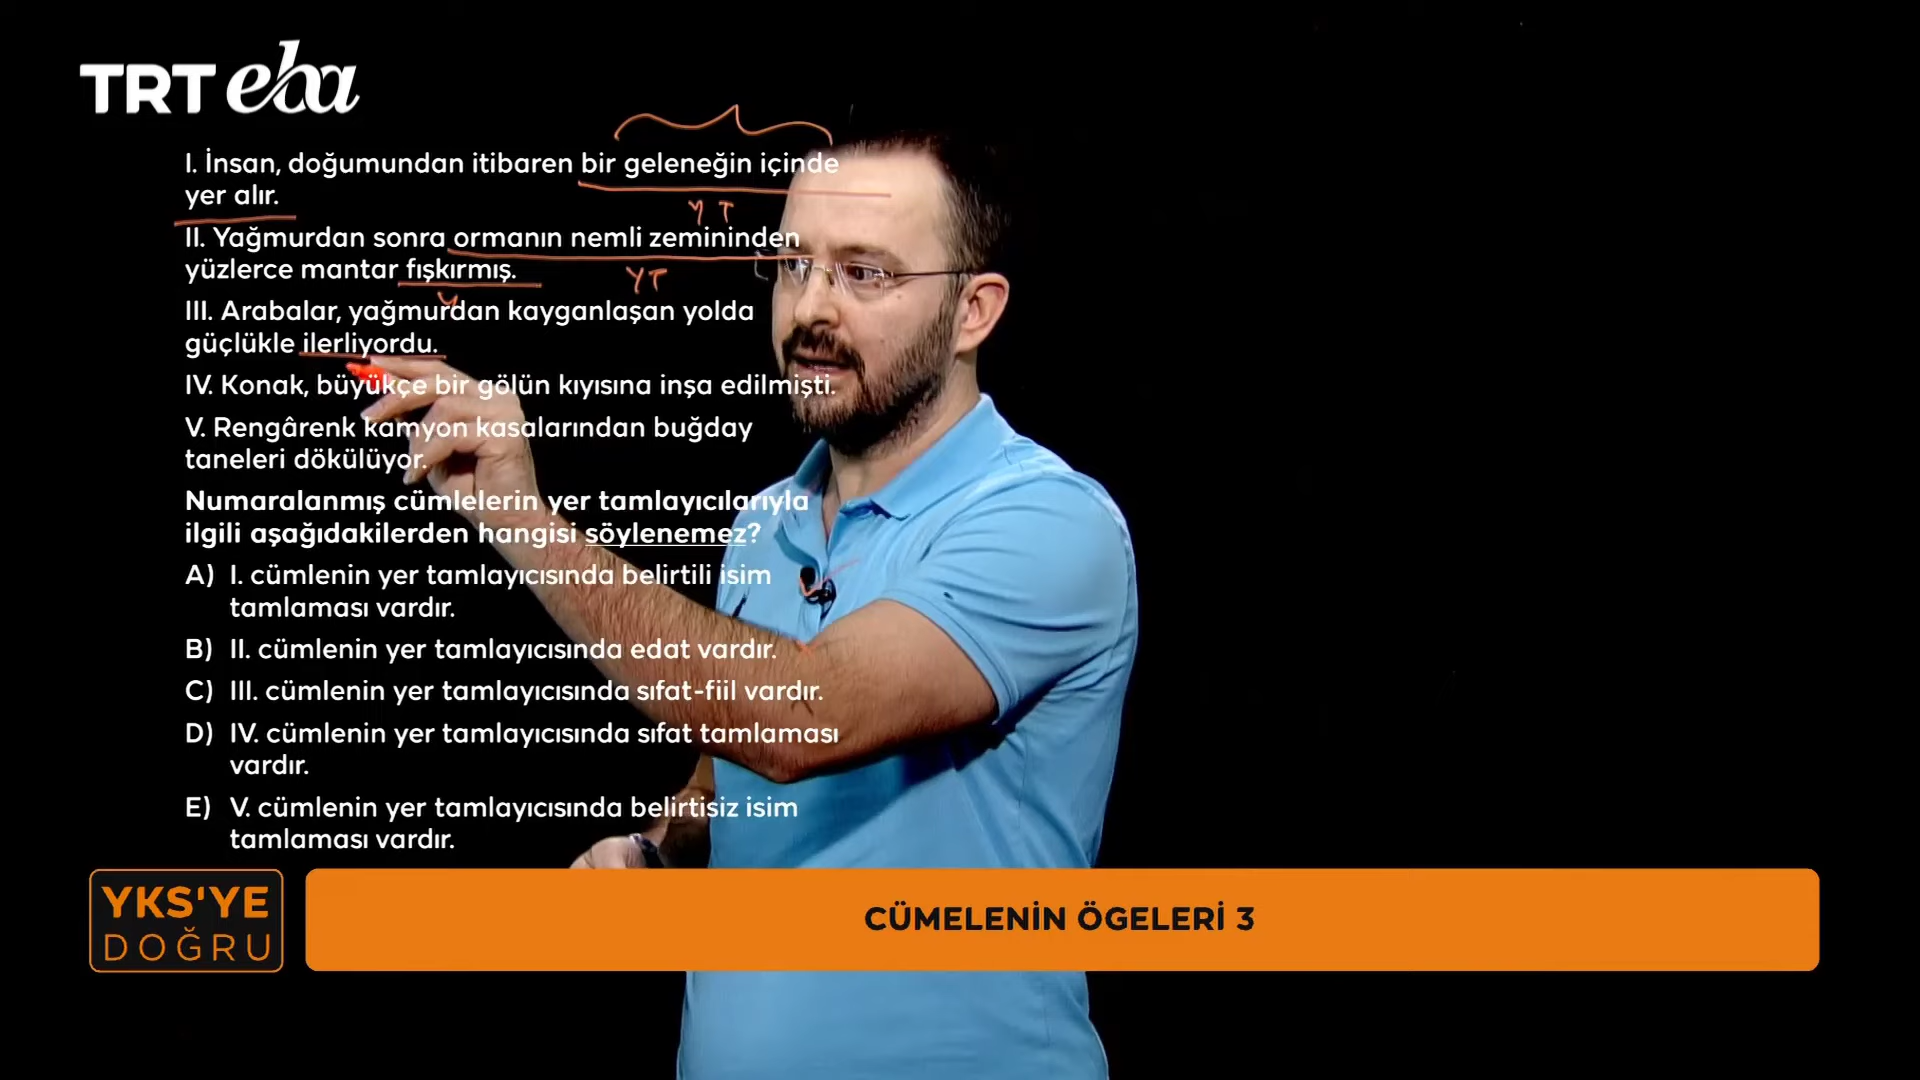 TRT eba
I. İnsan, doğumundan itibaren bir geleneğin içinde
yer alır.
Y T
II. Yağmurdan sonra ormanın nemli zemininden
yüzlerce mantar fışkırmış.
Y T
Y
III. Arabalar, yağmurdan kayganlaşan yolda
güçlükle ilerliyordu.
IV. Konak, büyükçe bir gölün kıyısına inşa edilmişti.
V. Rengârenk kamyon kasalarından buğday
taneleri dökülüyor.
Numaralanmış cümlelerin yer tamlayıcılarıyla
ilgili aşağıdakilerden hangisi söylenemez?
A) I. cümlenin yer tamlayıcısında belirtili isim
tamlaması vardır.
B) II. cümlenin yer tamlayıcısında edat vardır.
C) III. cümlenin yer tamlayıcısında sıfat-fiil vardır.
D) IV. cümlenin yer tamlayıcısında sıfat tamlaması
vardır.
E) V. cümlenin yer tamlayıcısında belirtisiz isim
tamlaması vardır.
YKS'YE
DOĞRU
CÜMELENİN ÖGELERİ 3